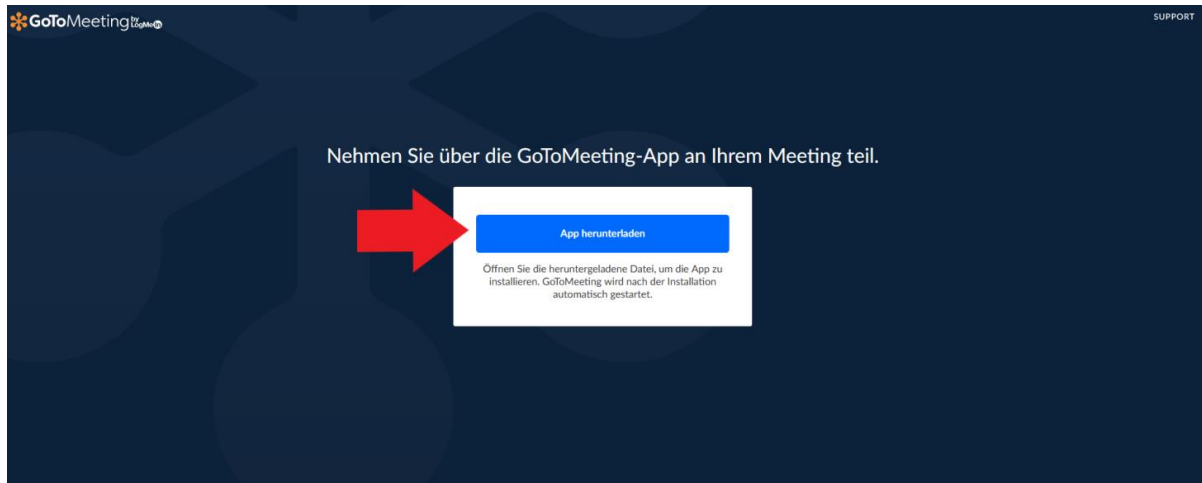 GoToMeeting by LogMeIn
SUPPORT
Nehmen Sie über die GoToMeeting-App an Ihrem Meeting teil.
App herunterladen
Öffnen Sie die heruntergeladene Datei, um die App zu
installieren. GoToMeeting wird nach der Installation
automatisch gestartet.